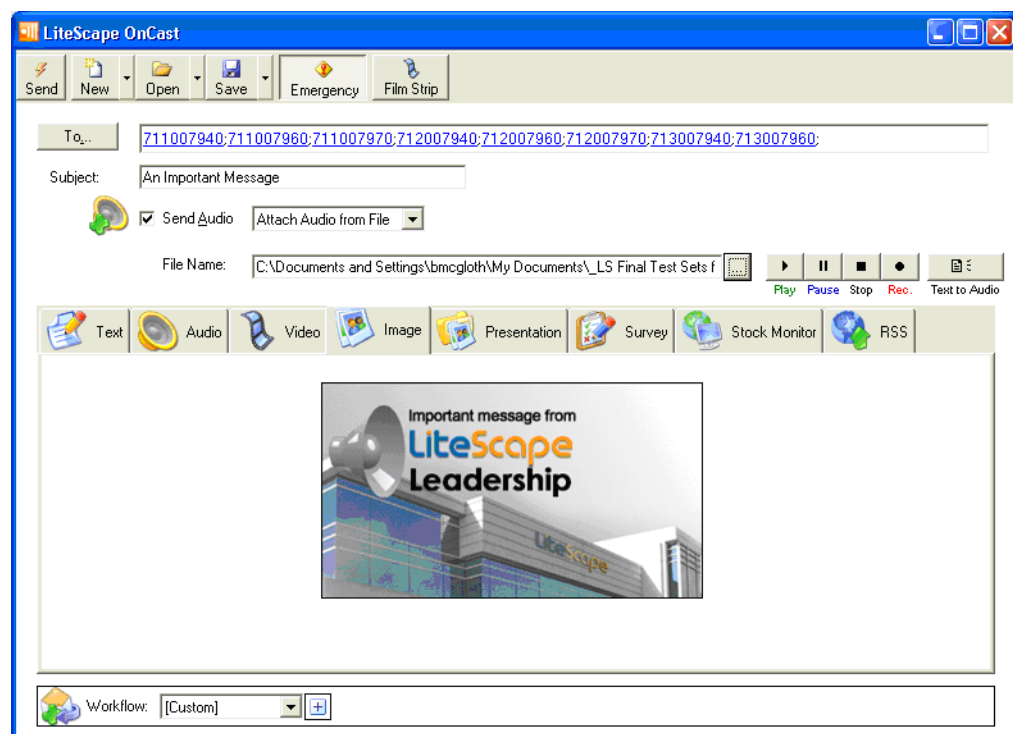 LiteScape OnCast
Send New Open Save Emergency Film Strip
To... 711007940;711007960;711007970;712007940;712007960;712007970;713007940;713007960;
Subject: An Important Message
Send Audio Attach Audio from File
File Name: C:\Documents and Settings\bmcgloth\My Documents\_LS Final Test Sets f ...
Play Pause Stop Rec. Text to Audio
Text Audio Video Image Presentation Survey Stock Monitor RSS
Important message from
LiteScape
Leadership
LiteScape
Workflow: [Custom]